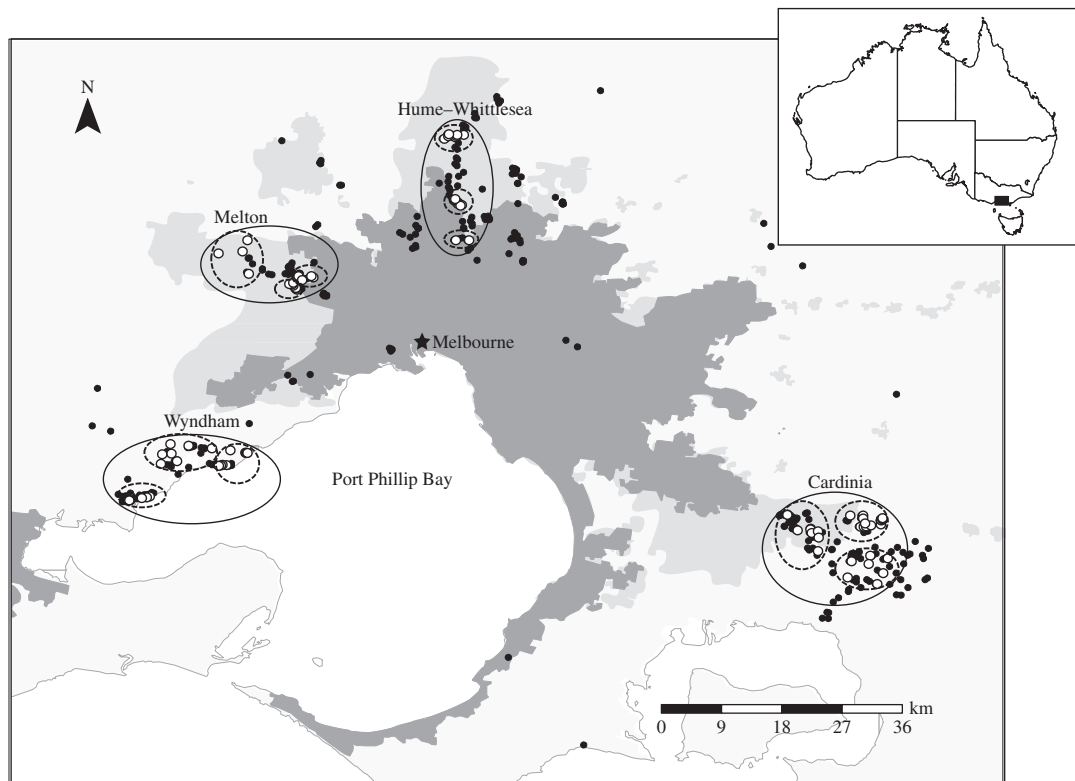 N
Hume–Whittlesea
Melton
Melbourne
Wyndham
Port Phillip Bay
Cardinia
km
0 9 18 27 36